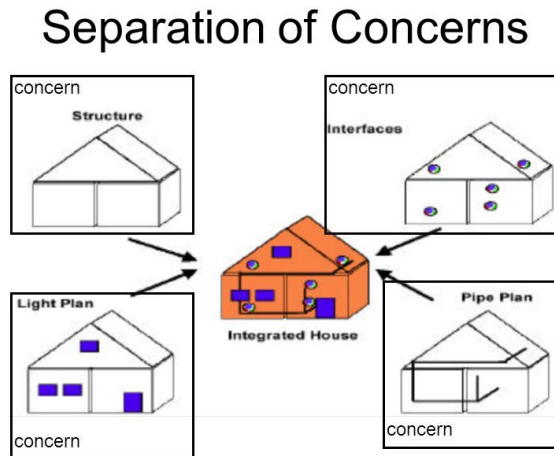 Separation of Concerns
concern
Structure
concern
Interfaces
Light Plan
concern
Integrated House
Pipe Plan
concern